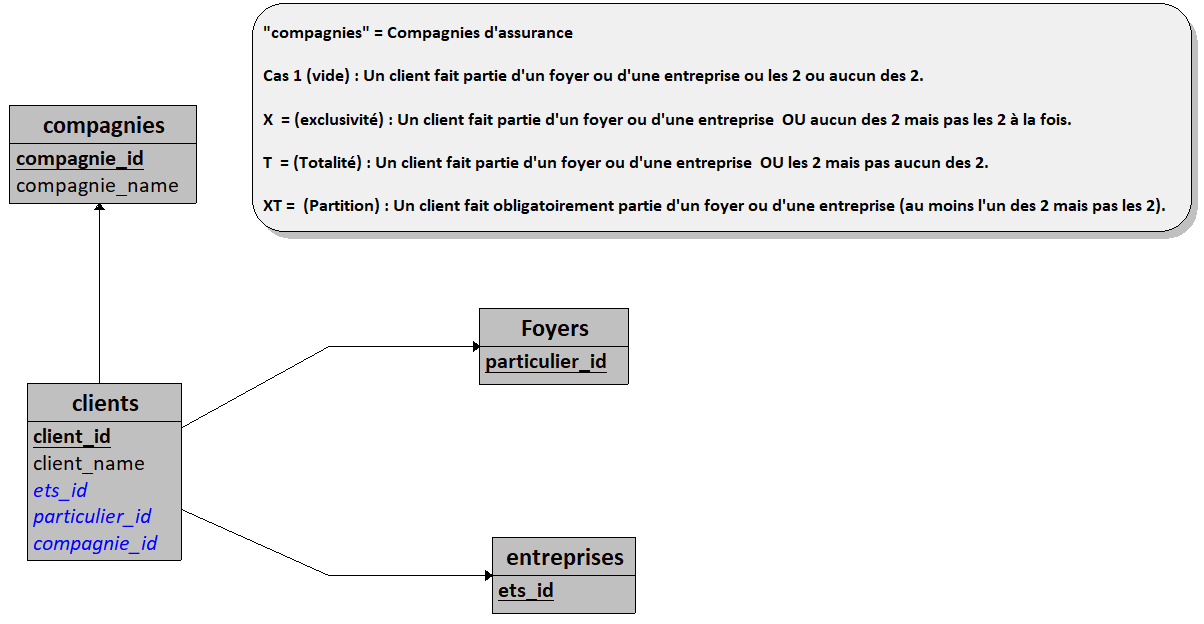 "compagnies" = Compagnies d'assurance
Cas 1 (vide) : Un client fait partie d'un foyer ou d'une entreprise ou les 2 ou aucun des 2.
X = (exclusivité) : Un client fait partie d'un foyer ou d'une entreprise OU aucun des 2 mais pas les 2 à la fois.
T = (Totalité) : Un client fait partie d'un foyer ou d'une entreprise OU les 2 mais pas aucun des 2.
XT = (Partition) : Un client fait obligatoirement partie d'un foyer ou d'une entreprise (au moins l'un des 2 mais pas les 2).
compagnies
compagnie_id
compagnie_name
Foyers
particulier_id
clients
client_id
client_name
ets_id
particulier_id
compagnie_id
entreprises
ets_id